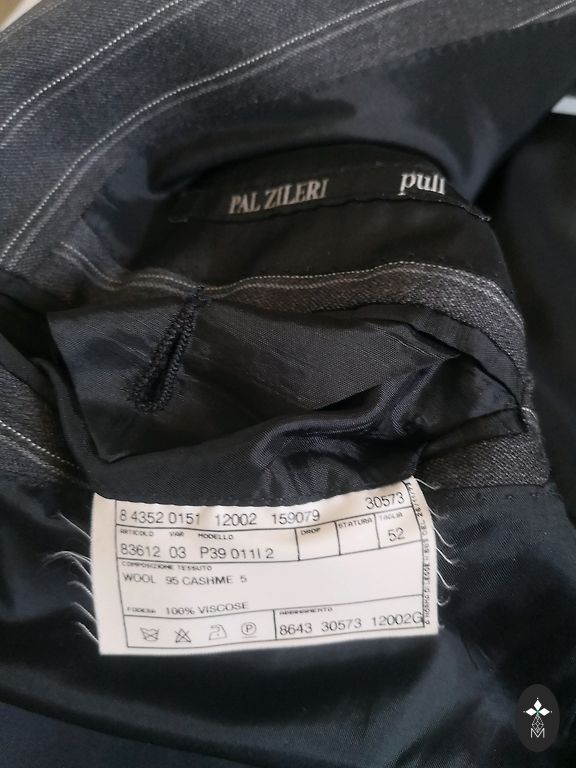 PAL ZILERI
puli
8 4352 0151 12002 159079 30573
ARTICOLO VAR MODELLO DROP STATURA TAGLIA
83612 03 P39 011I 2 52
COMPOSIZIONE TESSUTO
WOOL 95 CASHME 5
FODERA 100% VISCOSE
ABBINAMENTO
8643 30573 12002G
P
M